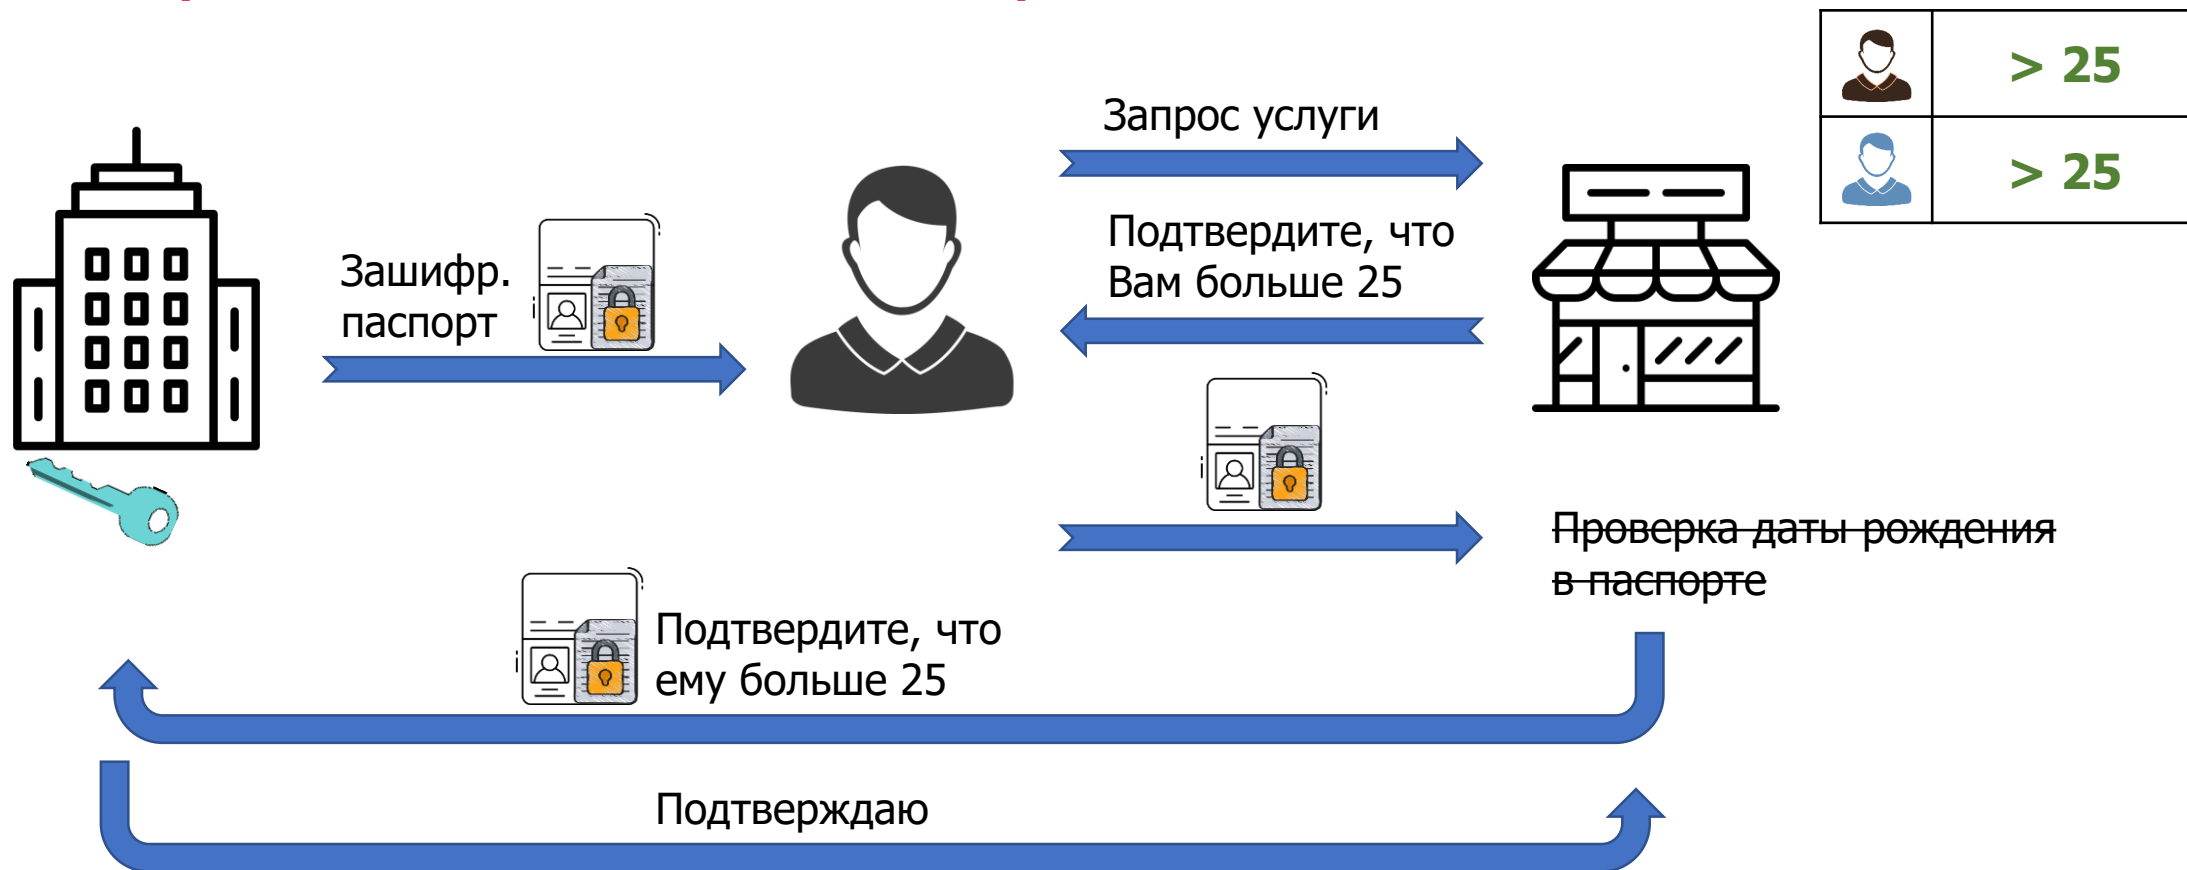 > 25
> 25
Запрос услуги
Подтвердите, что
Вам больше 25
Зашифр.
паспорт
Проверка даты рождения
в паспорте
Подтвердите, что
ему больше 25
Подтверждаю